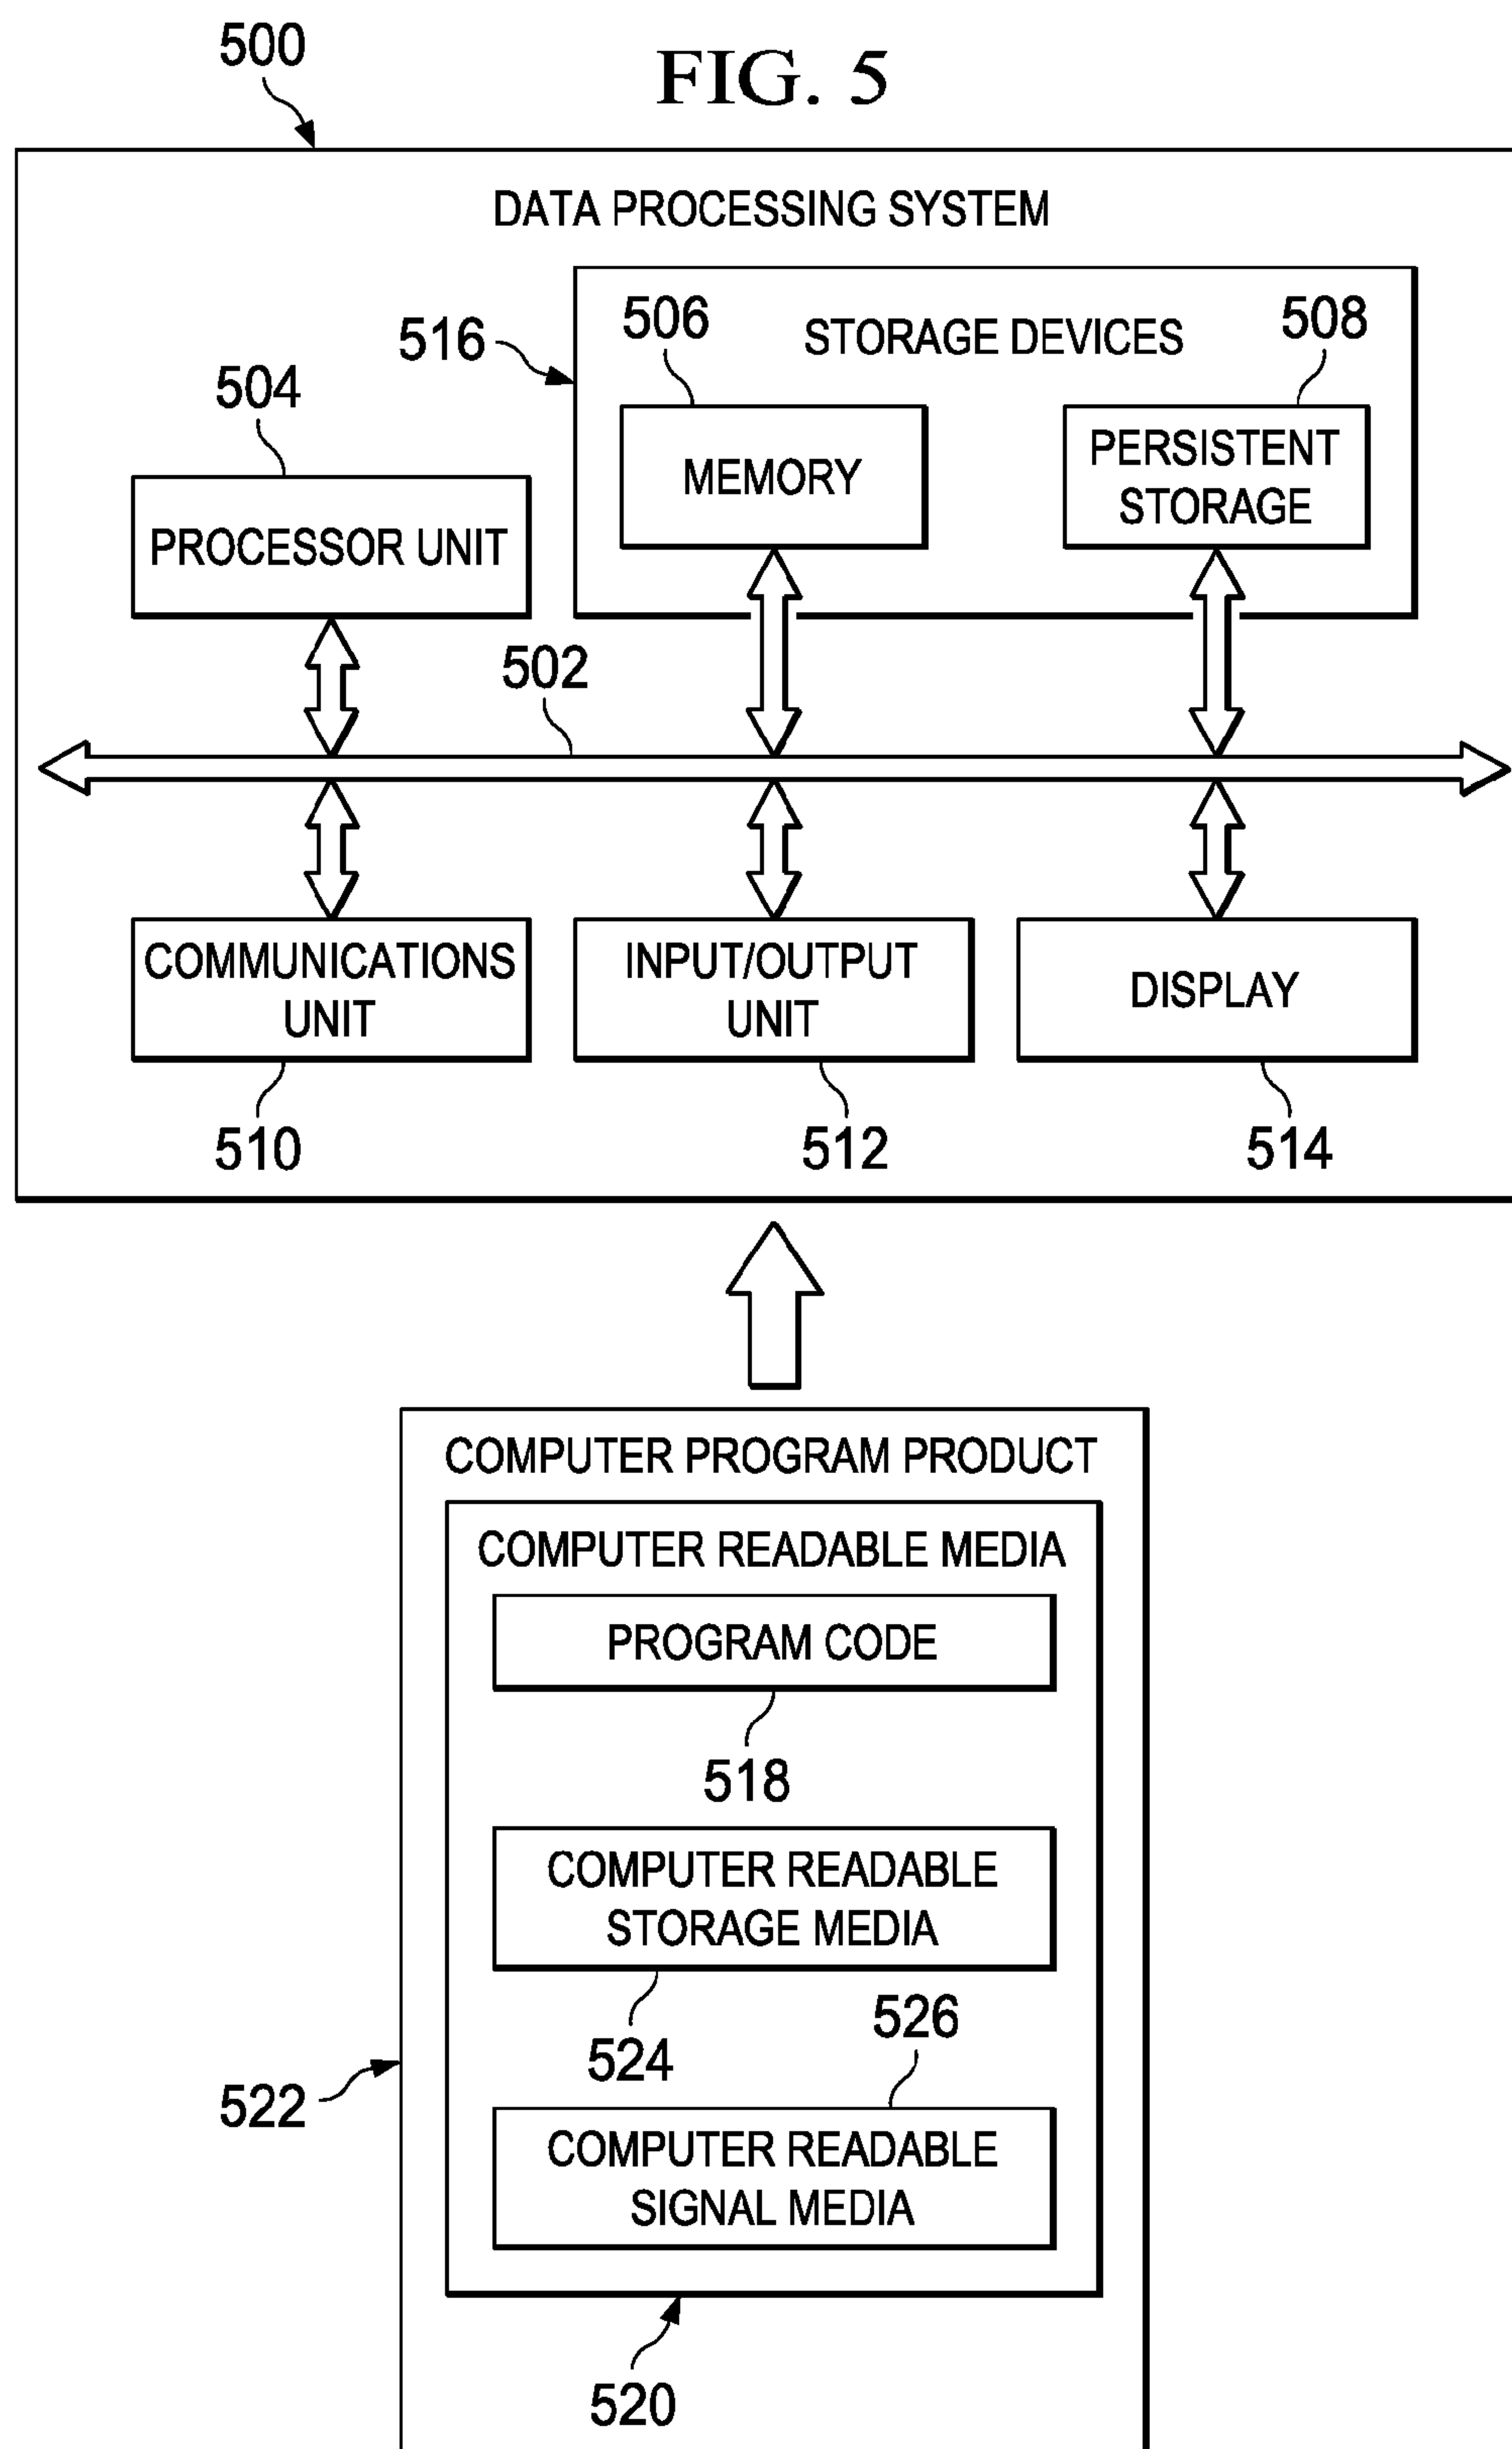 500
FIG. 5
DATA PROCESSING SYSTEM
516
506
STORAGE DEVICES
508
504
MEMORY
PERSISTENT
STORAGE
PROCESSOR UNIT
502
COMMUNICATIONS
UNIT
INPUT/OUTPUT
UNIT
DISPLAY
510
512
514
COMPUTER PROGRAM PRODUCT
COMPUTER READABLE MEDIA
PROGRAM CODE
518
COMPUTER READABLE
STORAGE MEDIA
524
526
522
COMPUTER READABLE
SIGNAL MEDIA
520